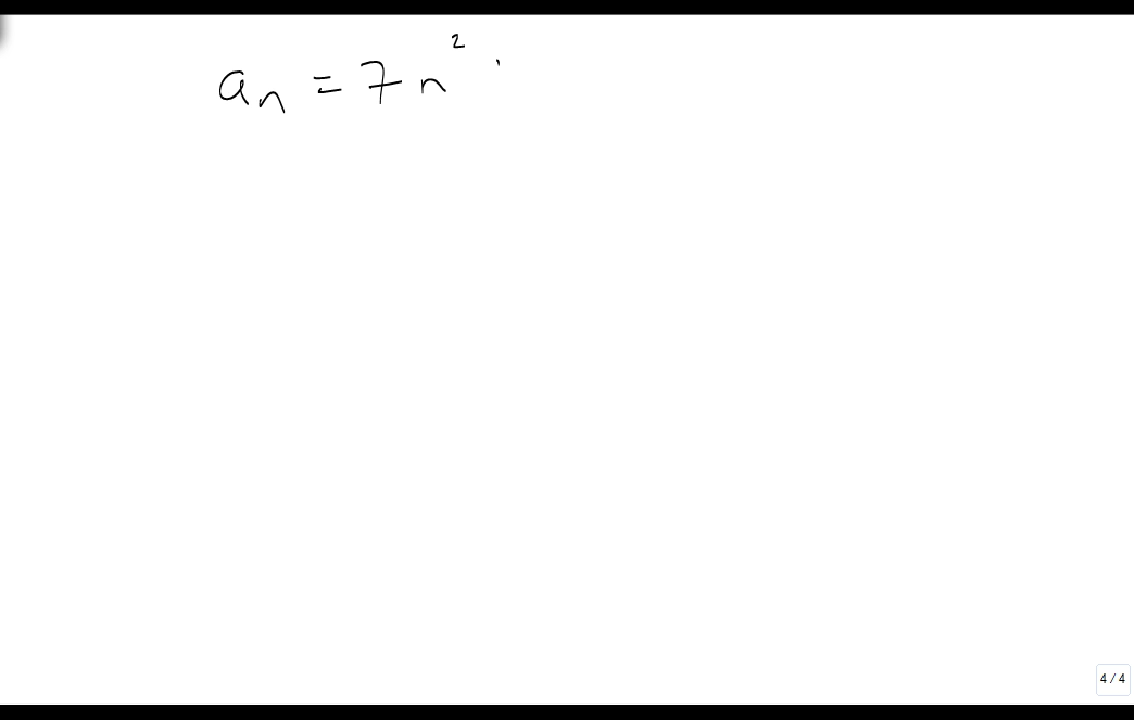 aₙ = 7n²
4 / 4